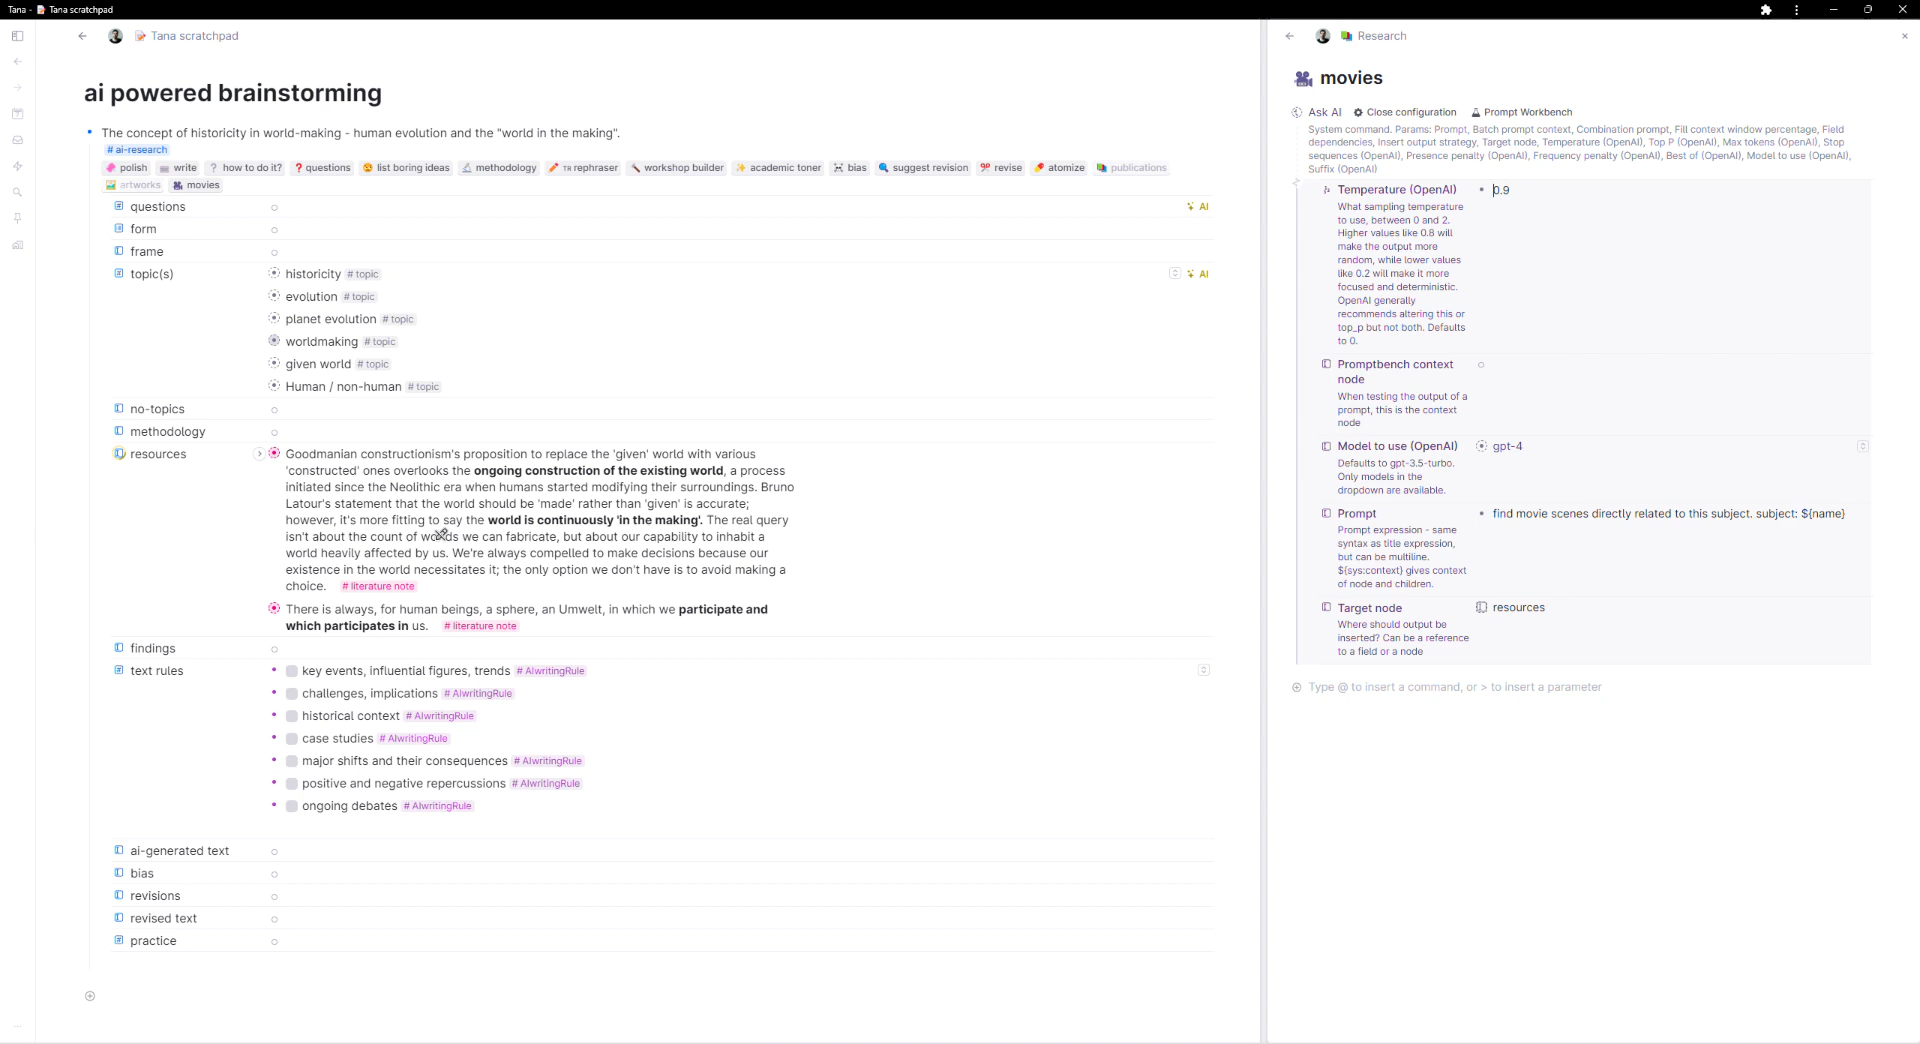 Tana - Tana scratchpad
Tana scratchpad
ai powered brainstorming
The concept of historicity in world-making - human evolution and the "world in the making".
# ai-research
polish write ? how to do it? ? questions list boring ideas methodology TR rephraser workshop builder academic toner bias suggest revision revise atomize publications
artworks movies
questions AI
form
frame
topic(s) historicity # topic AI
evolution # topic
planet evolution # topic
worldmaking # topic
given world # topic
Human / non-human # topic
no-topics
methodology
resources Goodmanian constructionism's proposition to replace the 'given' world with various
'constructed' ones overlooks the ongoing construction of the existing world, a process
initiated since the Neolithic era when humans started modifying their surroundings. Bruno
Latour's statement that the world should be 'made' rather than 'given' is accurate;
however, it's more fitting to say the world is continuously 'in the making'. The real query
isn't about the count of worlds we can fabricate, but about our capability to inhabit a
world heavily affected by us. We're always compelled to make decisions because our
existence in the world necessitates it; the only option we don't have is to avoid making a
choice. # literature note
There is always, for human beings, a sphere, an Umwelt, in which we participate and
which participates in us. # literature note
findings
text rules key events, influential figures, trends # AIwritingRule
challenges, implications # AIwritingRule
historical context # AIwritingRule
case studies # AIwritingRule
major shifts and their consequences # AIwritingRule
positive and negative repercussions # AIwritingRule
ongoing debates # AIwritingRule
ai-generated text
bias
revisions
revised text
practice
Research
movies
Ask AI Close configuration Prompt Workbench
System command. Params: Prompt, Batch prompt context, Combination prompt, Fill context window percentage, Field
dependencies, Insert output strategy, Target node, Temperature (OpenAI), Top P (OpenAI), Max tokens (OpenAI), Stop
sequences (OpenAI), Presence penalty (OpenAI), Frequency penalty (OpenAI), Best of (OpenAI), Model to use (OpenAI),
Suffix (OpenAI)
Temperature (OpenAI) 0.9
What sampling temperature
to use, between 0 and 2.
Higher values like 0.8 will
make the output more
random, while lower values
like 0.2 will make it more
focused and deterministic.
OpenAI generally
recommends altering this or
top_p but not both. Defaults
to 0.
Promptbench context
node
When testing the output of a
prompt, this is the context
node
Model to use (OpenAI) gpt-4
Defaults to gpt-3.5-turbo.
Only models in the
dropdown are available.
Prompt find movie scenes directly related to this subject. subject: ${name}
Prompt expression - same
syntax as title expression,
but can be multiline.
${sys:context} gives context
of node and children.
Target node resources
Where should output be
inserted? Can be a reference
to a field or a node
Type @ to insert a command, or > to insert a parameter